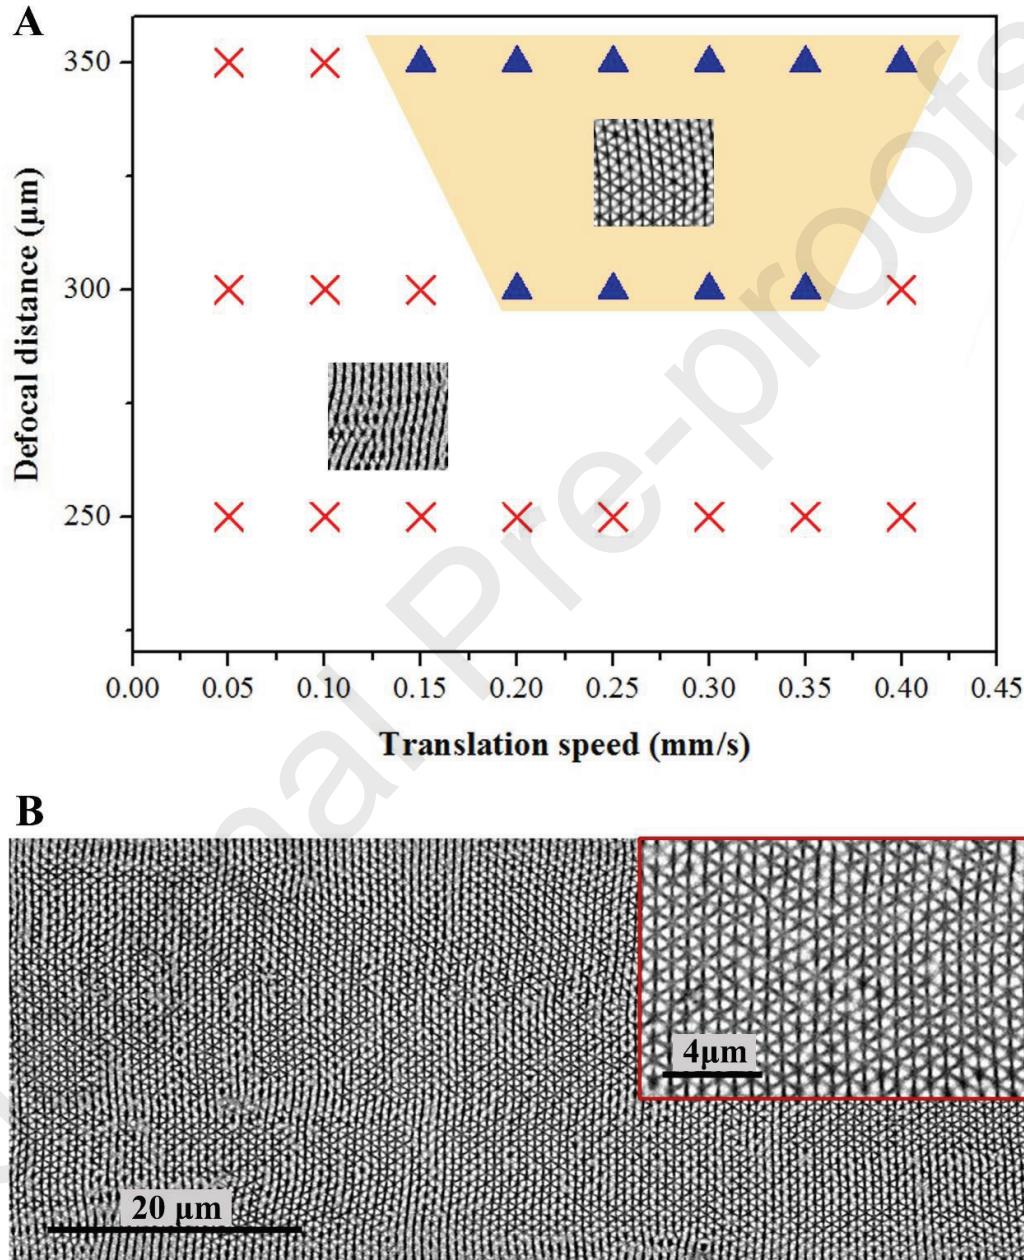 A
350
300
250
Defocal distance (μm)
0.00 0.05 0.10 0.15 0.20 0.25 0.30 0.35 0.40 0.45
Translation speed (mm/s)
B
4μm
20 μm
nal Pre-proofs